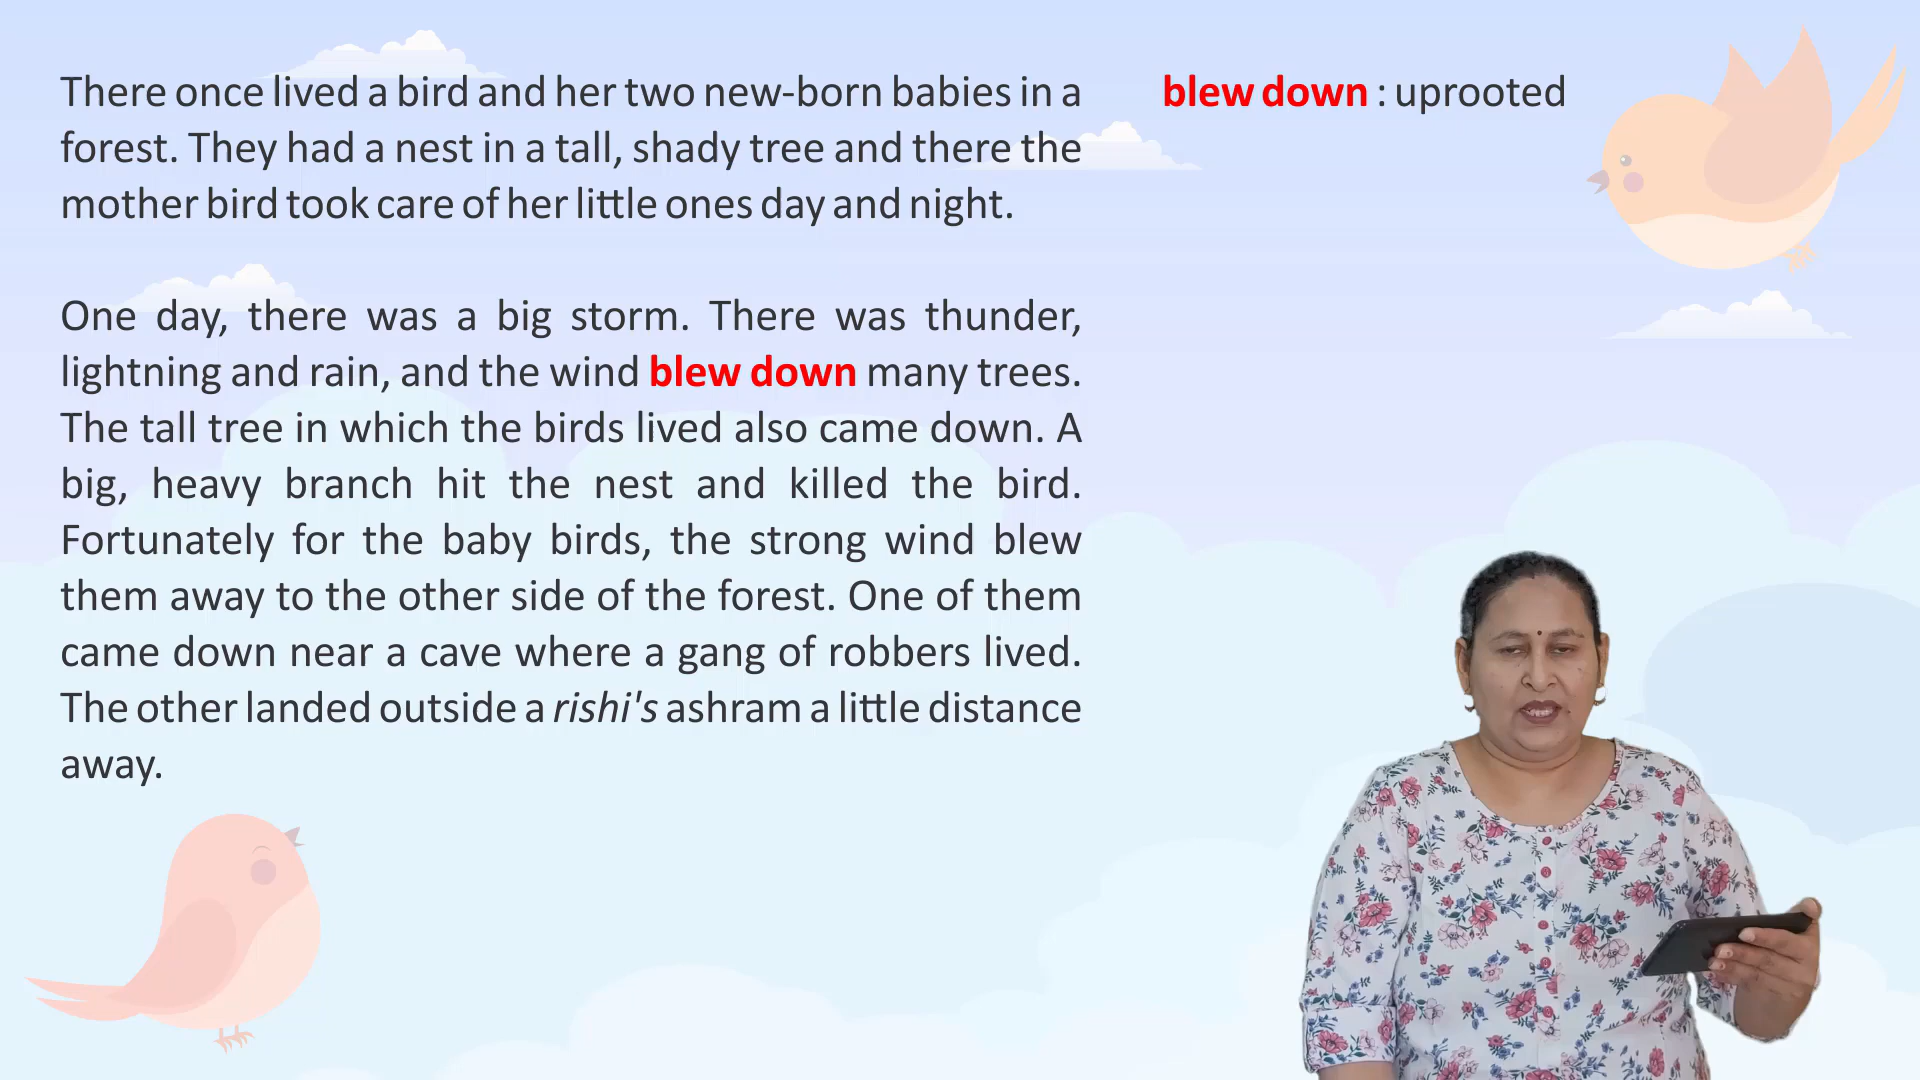 There once lived a bird and her two new-born babies in a
forest. They had a nest in a tall, shady tree and there the
mother bird took care of her little ones day and night.
One day, there was a big storm. There was thunder,
lightning and rain, and the wind blew down many trees.
The tall tree in which the birds lived also came down. A
big, heavy branch hit the nest and killed the bird.
Fortunately for the baby birds, the strong wind blew
them away to the other side of the forest. One of them
came down near a cave where a gang of robbers lived.
The other landed outside a rishi's ashram a little distance
away.
blew down : uprooted